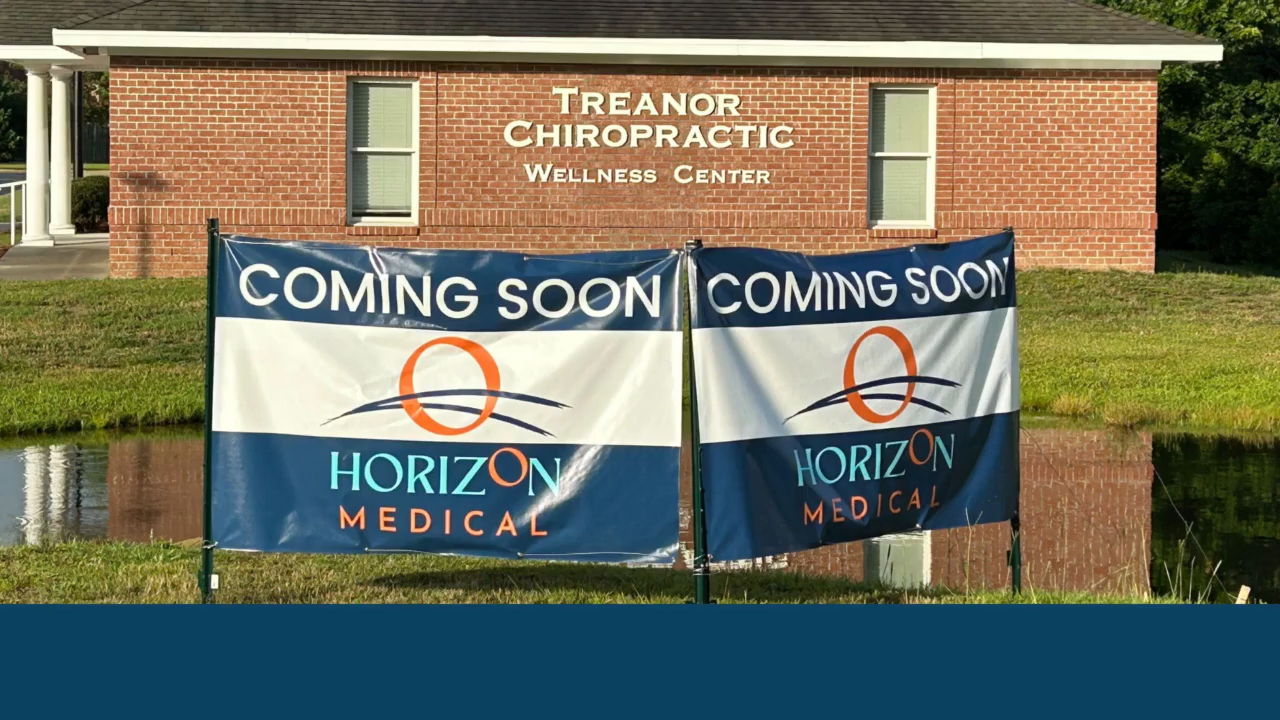 TREANOR
CHIROPRACTIC
WELLNESS CENTER
COMING SOON
HORIZON
MEDICAL
COMING SOON
HORIZON
MEDICAL